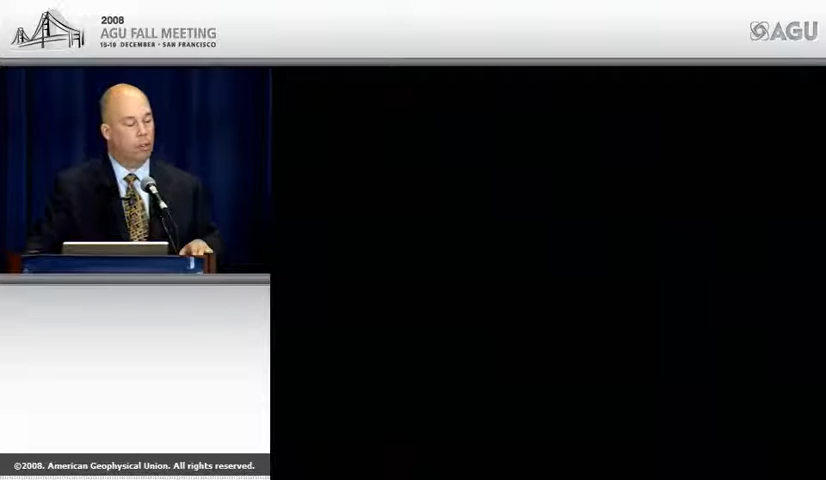 2008
AGU FALL MEETING
15-19 DECEMBER • SAN FRANCISCO
AGU
©2008. American Geophysical Union. All rights reserved.